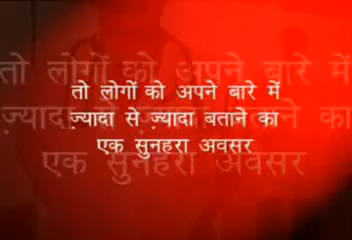 तो लोगों को अपने बारे में
ज़्यादा से ज़्यादा बताने का
एक सुनहरा अवसर